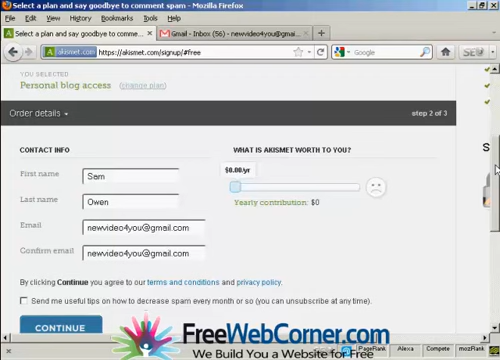 Select a plan and say goodbye to comment spam - Mozilla Firefox
File Edit View History Bookmarks Tools Help
Select a plan and say goodbye to comment spam...
Gmail - Inbox (56) - newvideo4you@gmai...
akismet.com
https://akismet.com/signup/#free
Google
SEO
YOU SELECTED
Personal blog access (change plan)
Order details
step 2 of 3
CONTACT INFO
WHAT IS AKISMET WORTH TO YOU?
First name
Sam
$0.00/yr
Last name
Owen
Yearly contribution: $0
Email
newvideo4you@gmail.com
Confirm email
newvideo4you@gmail.com
By clicking Continue you agree to our terms and conditions and privacy policy.
Send me useful tips on how to decrease spam every month or so (you can unsubscribe at any time).
CONTINUE
S
FreeWebCorner.com
We Build You a Website for Free
PageRank
Alexa
Compete
mozRank